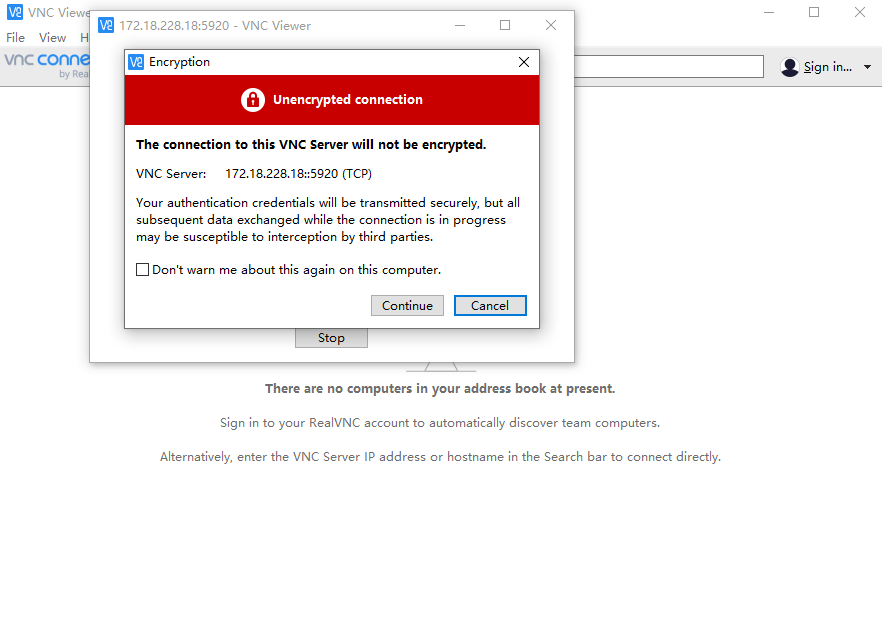 VNC Viewe
172.18.228.18:5920 - VNC Viewer
File View H
vnc conne
by Real
Sign in...
Encryption
Unencrypted connection
The connection to this VNC Server will not be encrypted.
VNC Server: 172.18.228.18::5920 (TCP)
Your authentication credentials will be transmitted securely, but all
subsequent data exchanged while the connection is in progress
may be susceptible to interception by third parties.
Don't warn me about this again on this computer.
Continue Cancel
Stop
There are no computers in your address book at present.
Sign in to your RealVNC account to automatically discover team computers.
Alternatively, enter the VNC Server IP address or hostname in the Search bar to connect directly.